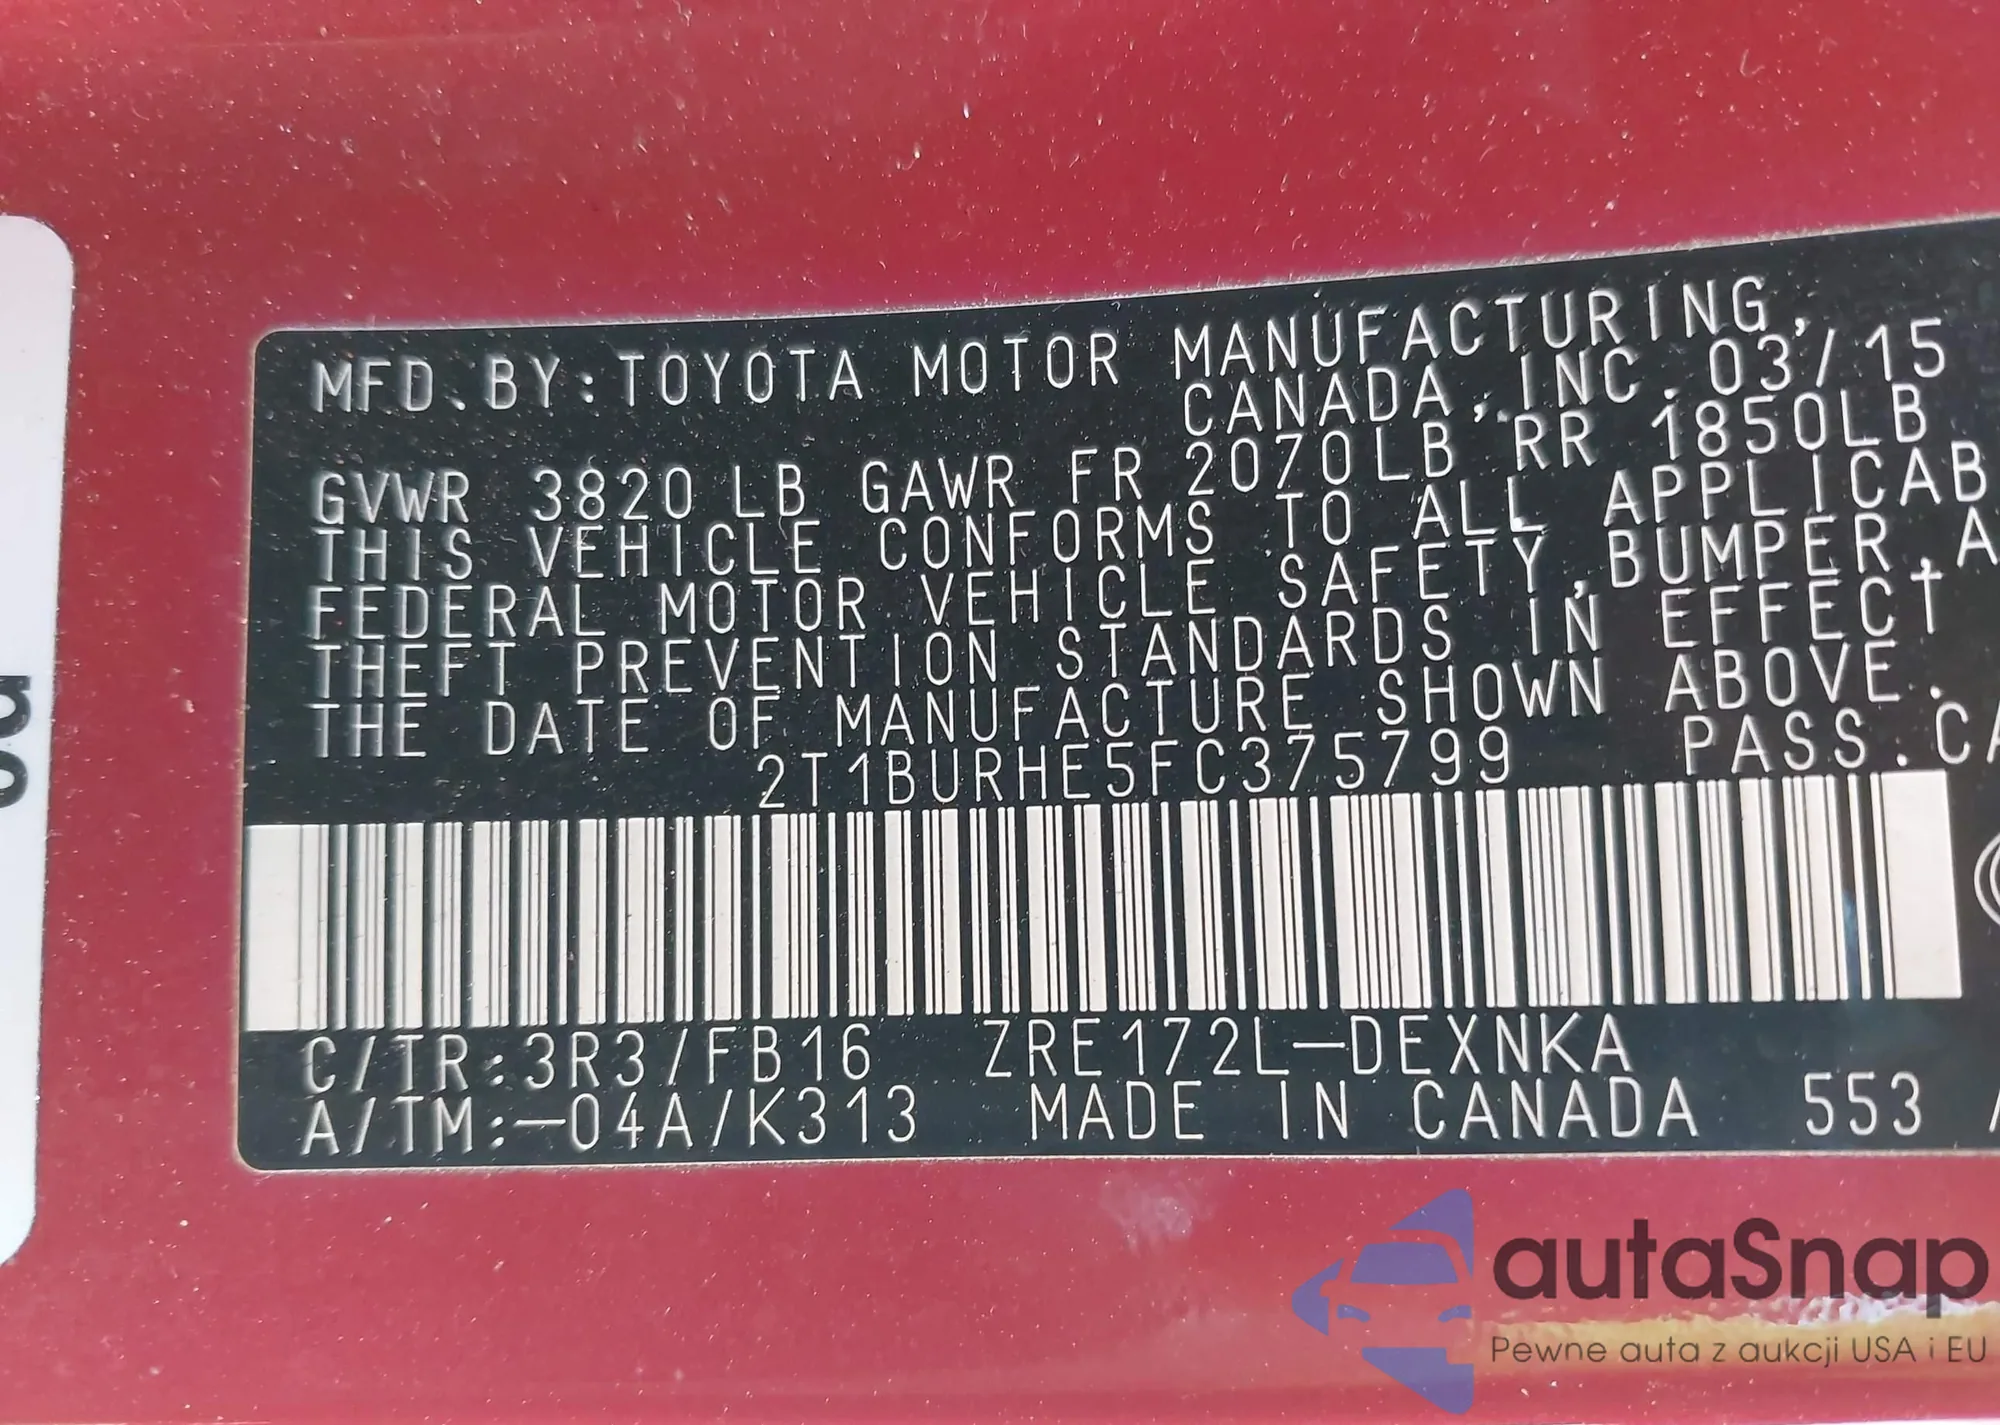 MFD.BY:TOYOTA MOTOR MANUFACTURING,
CANADA,INC.03/15
GVWR 3820LB GAWR FR 2070LB RR 1850LB
THIS VEHICLE CONFORMS TO ALL APPLICAB
FEDERAL MOTOR VEHICLE SAFETY,BUMPER,A
THEFT PREVENTION STANDARDS IN EFFECT
THE DATE OF MANUFACTURE SHOWN ABOVE.
2T1BURHE5FC375799 PASS.CA
C/TR:3R3/FB16 ZRE172L-DEXNKA
A/TM:-04A/K313 MADE IN CANADA 553
autaSnap
Pewne auta z aukcji USA i EU